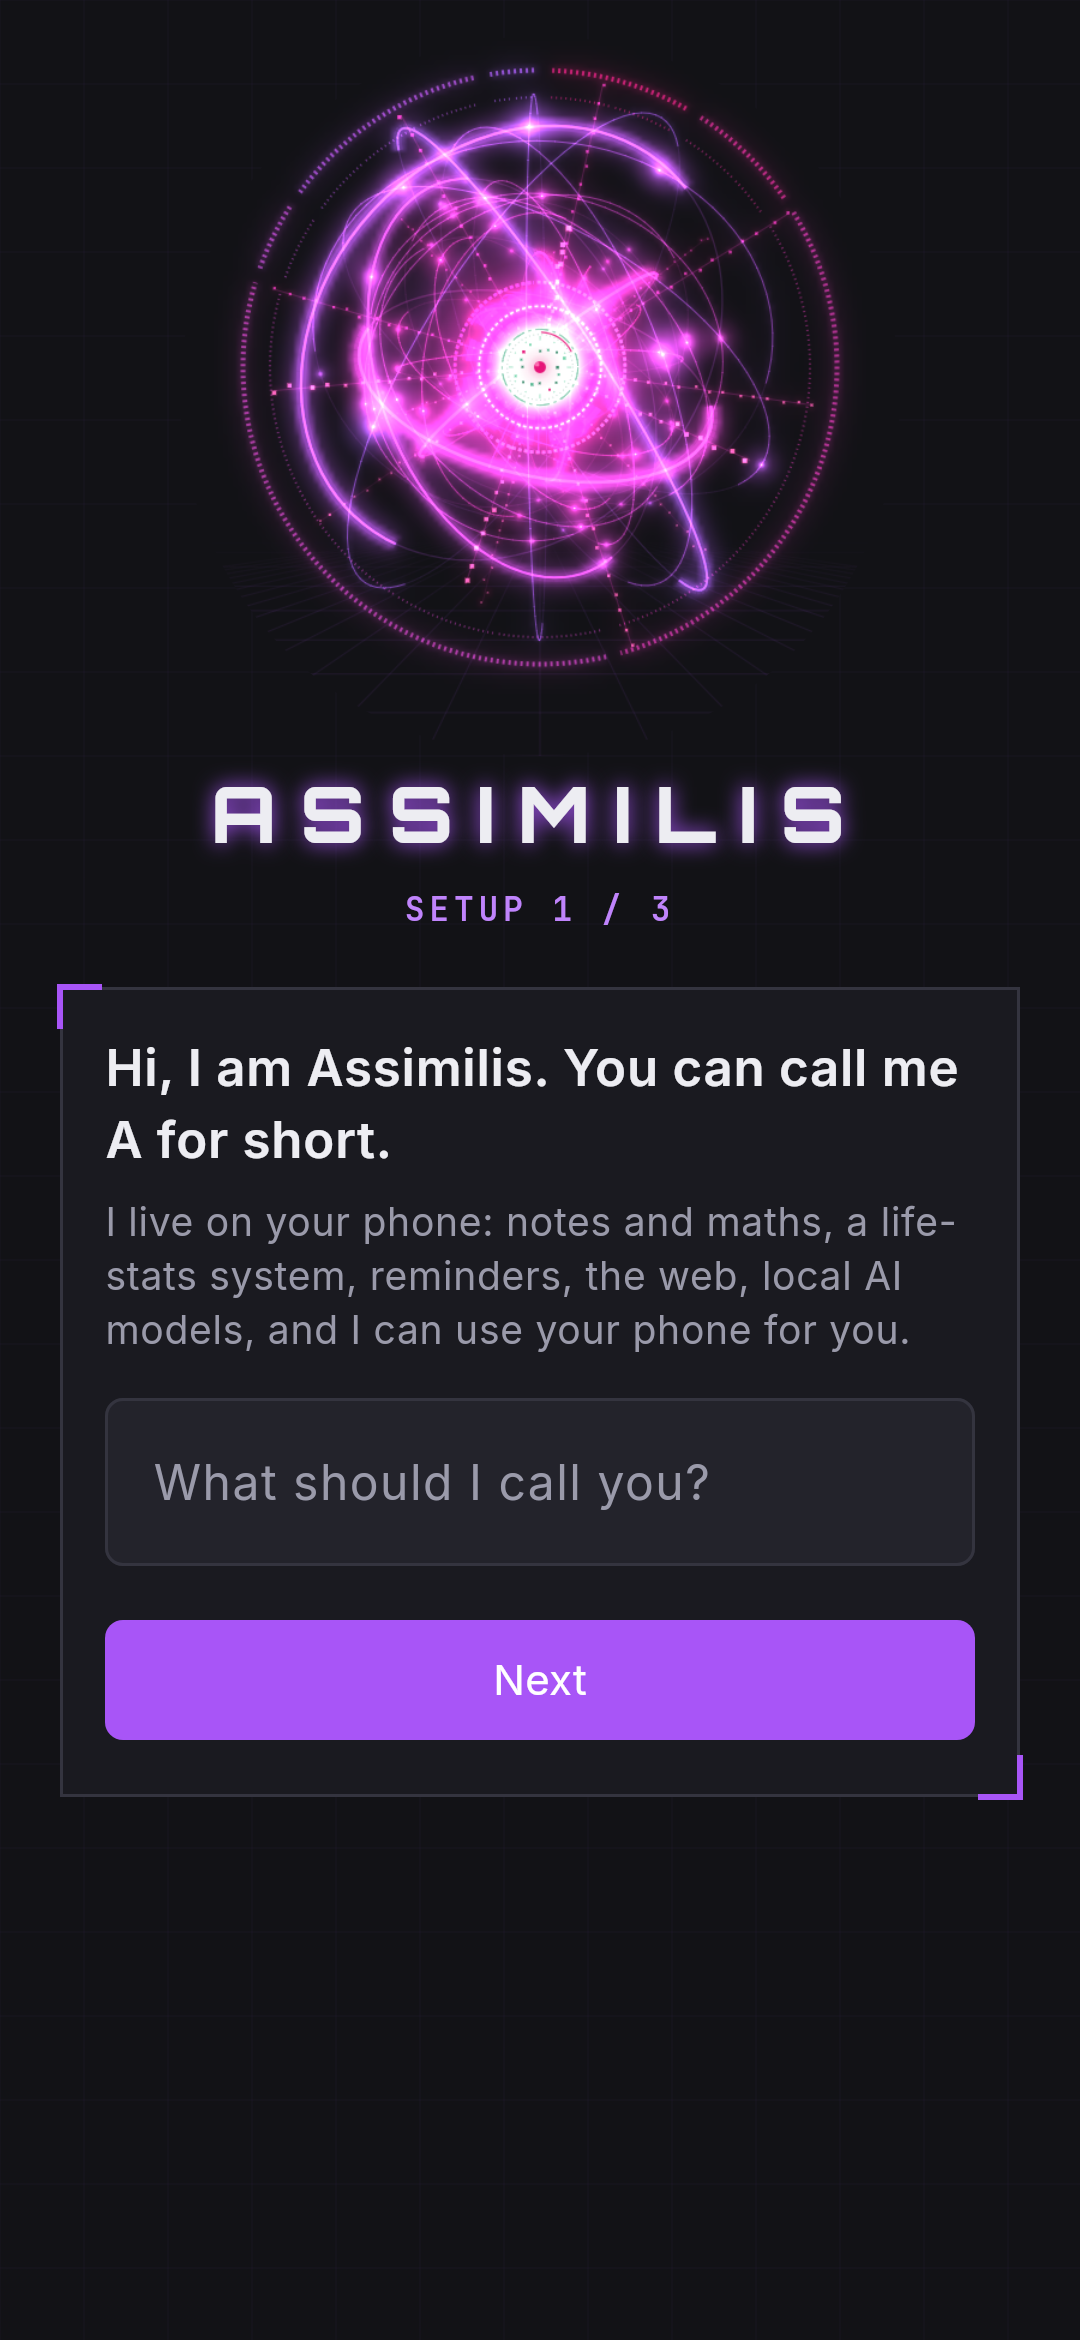 ASSIMILIS
SETUP 1 / 3
Hi, I am Assimilis. You can call me
A for short.
I live on your phone: notes and maths, a life-
stats system, reminders, the web, local AI
models, and I can use your phone for you.
What should I call you?
Next